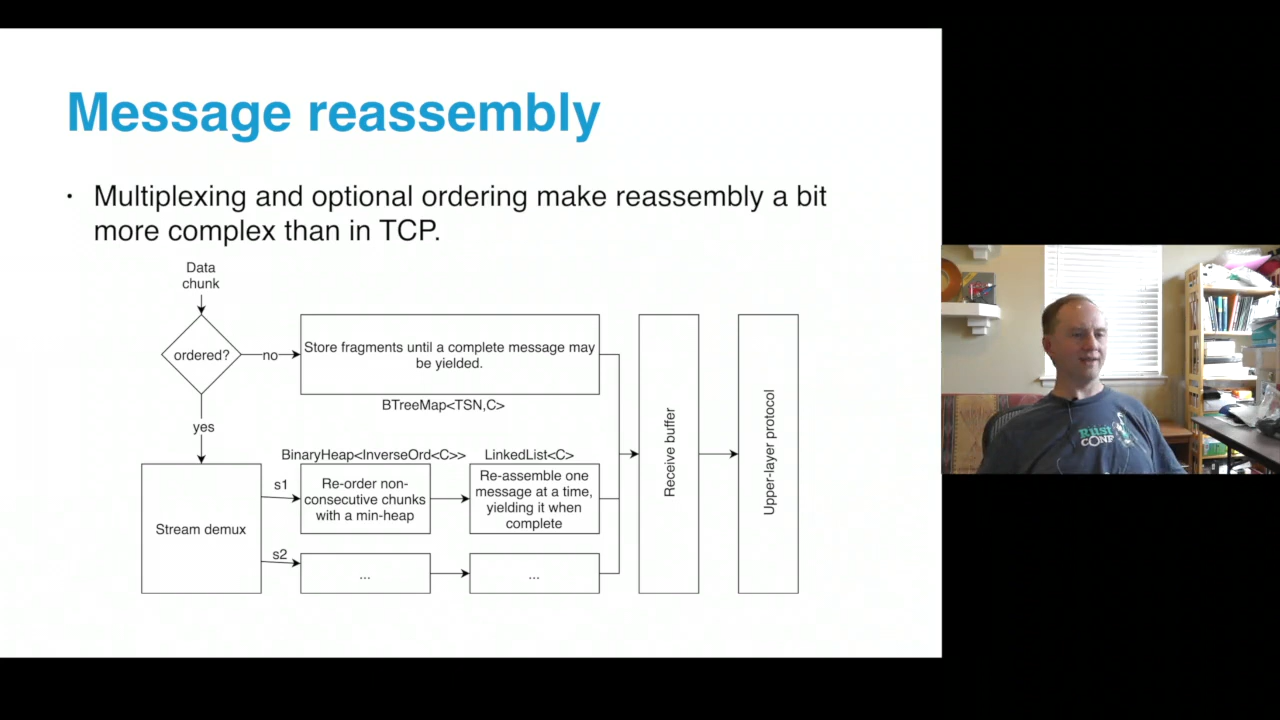 Message reassembly
• Multiplexing and optional ordering make reassembly a bit
more complex than in TCP.
Data
chunk
ordered?
no
Store fragments until a complete message may
be yielded.
BTreeMap<TSN,C>
yes
BinaryHeap<InverseOrd<C>>
LinkedList<C>
Stream demux
s1
Re-order non-
consecutive chunks
with a min-heap
Re-assemble one
message at a time,
yielding it when
complete
s2
...
...
Receive buffer
Upper-layer protocol
RUST
CONF